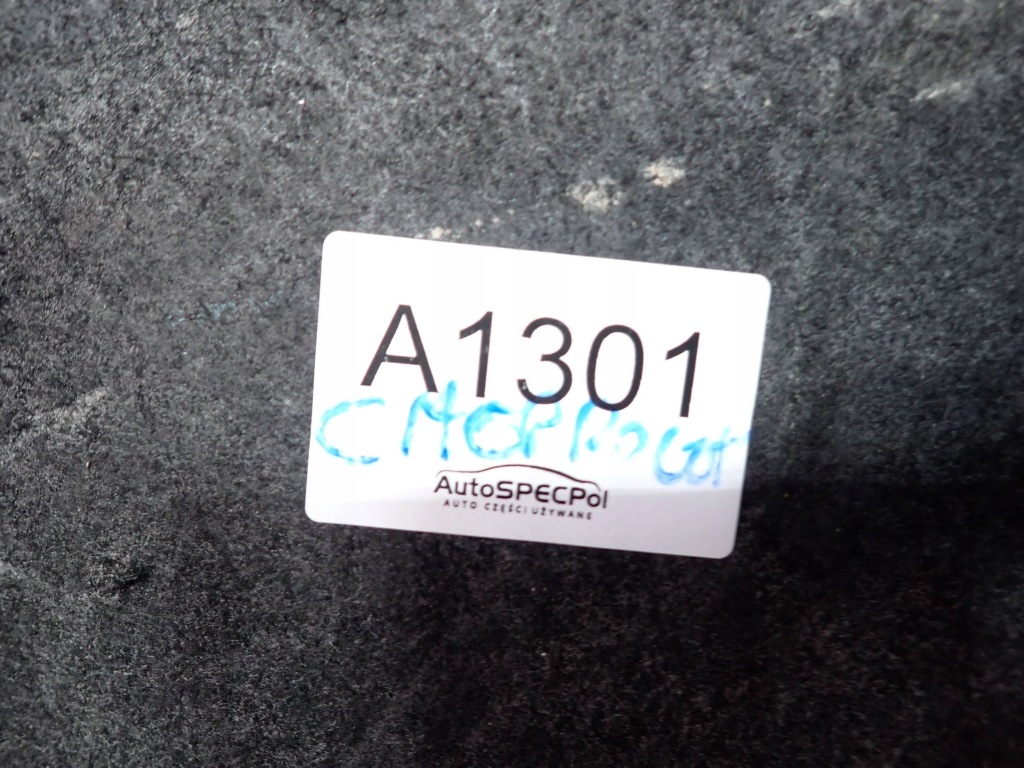 A1301
AutoSPECPol
AUTO CZĘŚCI UŻYWANE